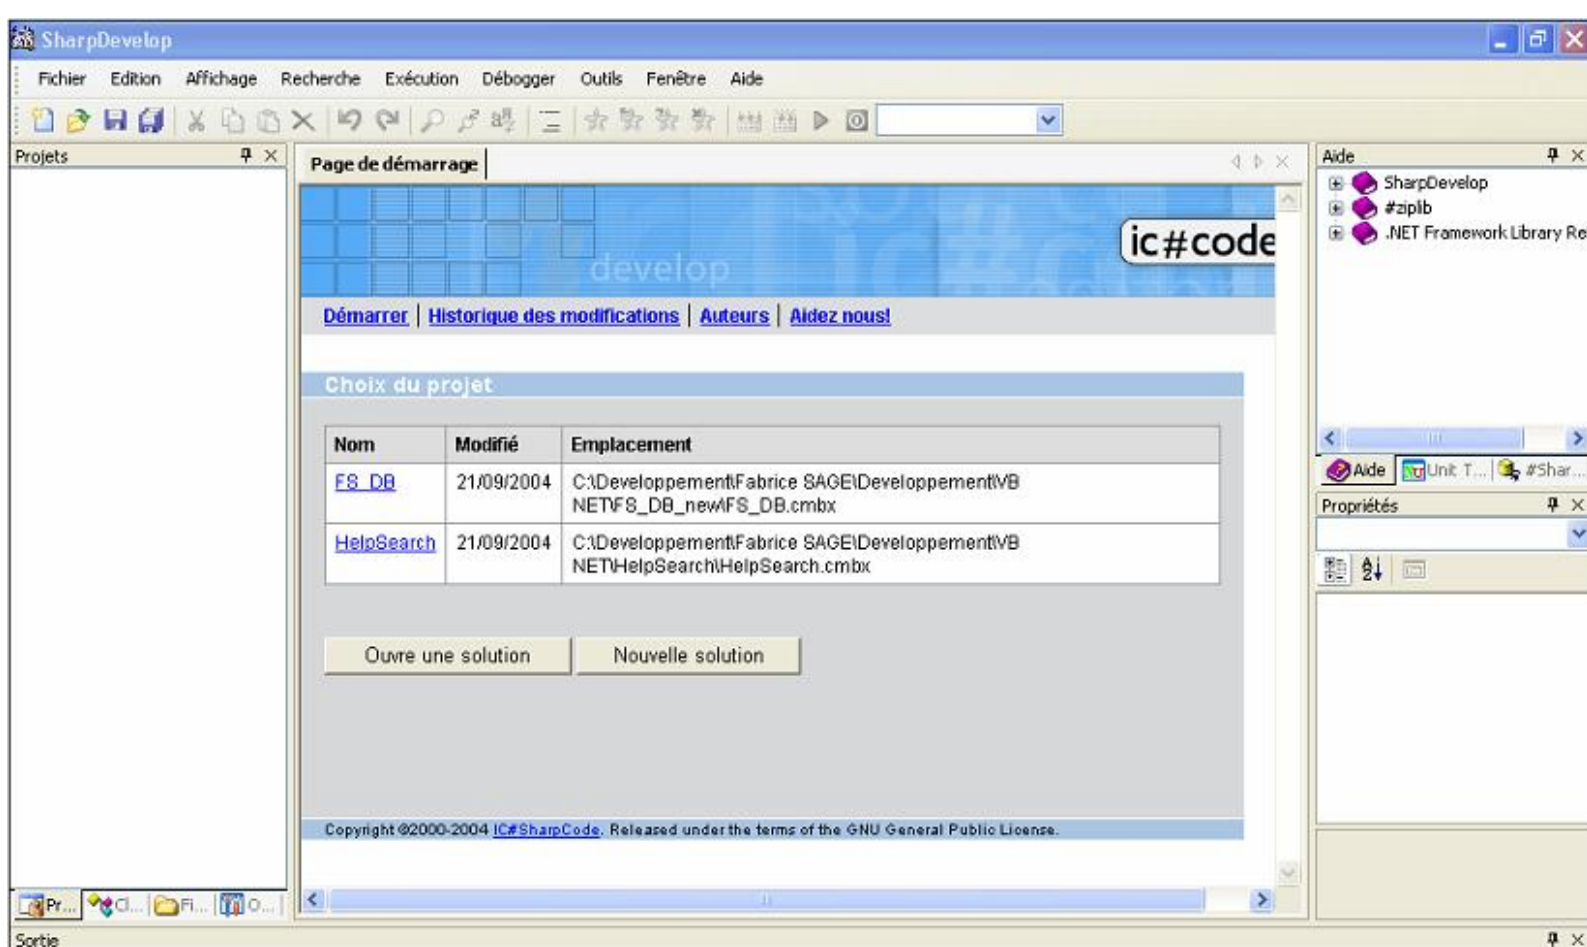 SharpDevelop
Fichier Edition Affichage Recherche Exécution Débogger Outils Fenêtre Aide
Projets
Page de démarrage
develop
ic#code
Démarrer | Historique des modifications | Auteurs | Aidez nous!
Choix du projet
Nom Modifié Emplacement
FS_DB 21/09/2004 C:\Developpement\Fabrice SAGE\Developpement\VB
NET\FS_DB_new\FS_DB.cmbx
HelpSearch 21/09/2004 C:\Developpement\Fabrice SAGE\Developpement\VB
NET\HelpSearch\HelpSearch.cmbx
Ouvre une solution Nouvelle solution
Copyright ©2000-2004 IC#SharpCode. Released under the terms of the GNU General Public License.
Pr... Cl... Fi... O...
Aide
SharpDevelop
#ziplib
.NET Framework Library Re
Aide Unit T... #Shar...
Propriétés
Sortie